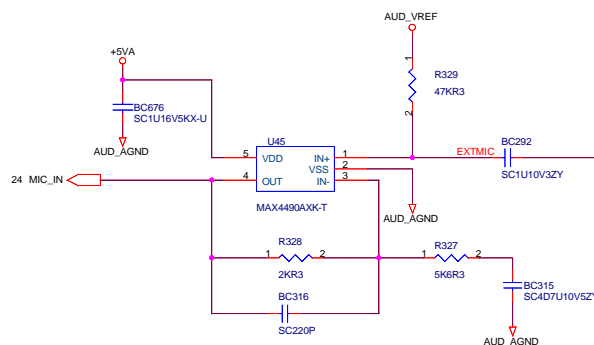 AUD_VREF
+5VA
1
R329
47KR3
2
BC676
SC1U16V5KX-U
AUD_AGND
U45
EXTMIC
BC292
SC1U10V3ZY
5 VDD IN+ 1
VSS 2
24 MIC_IN
4 OUT IN- 3
MAX4490AXK-T
AUD_AGND
R328
1 2
2KR3
R327
1 2
5K6R3
BC316
SC220P
BC315
SC4D7U10V5ZY
AUD_AGND